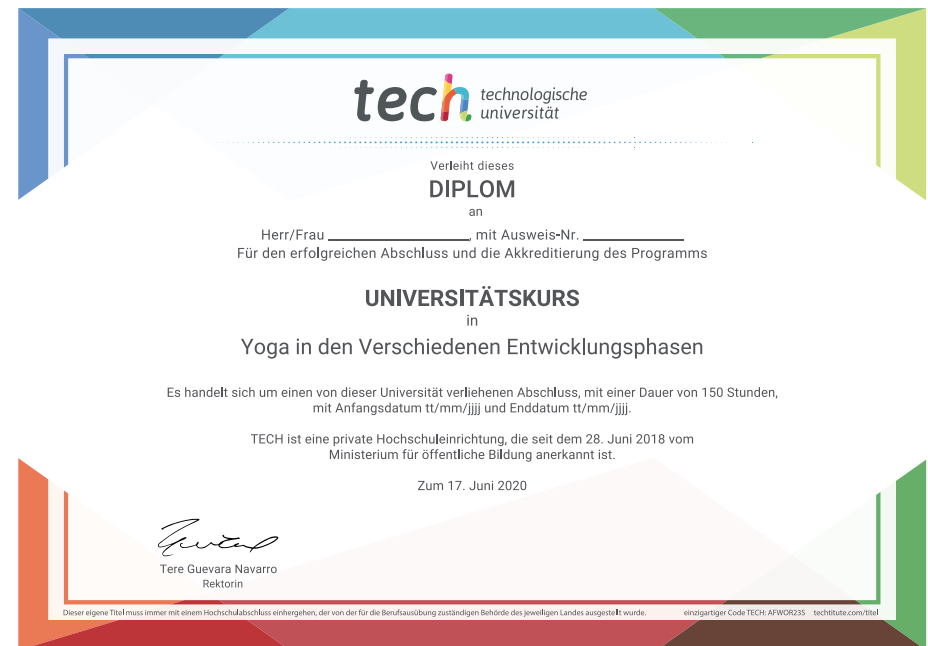 tech technologische
universität
Verleiht dieses
DIPLOM
an
Herr/Frau ____________________, mit Ausweis-Nr. ______________
Für den erfolgreichen Abschluss und die Akkreditierung des Programms
UNIVERSITÄTSKURS
in
Yoga in den Verschiedenen Entwicklungsphasen
Es handelt sich um einen von dieser Universität verliehenen Abschluss, mit einer Dauer von 150 Stunden,
mit Anfangsdatum tt/mm/jjjj und Enddatum tt/mm/jjjj.
TECH ist eine private Hochschuleinrichtung, die seit dem 28. Juni 2018 vom
Ministerium für öffentliche Bildung anerkannt ist.
Zum 17. Juni 2020
Tere Guevara Navarro
Rektorin
Dieser eigene Titel muss immer mit einem Hochschulabschluss einhergehen, der von der für die Berufsausübung zuständigen Behörde des jeweiligen Landes ausgestellt wurde. einzigartiger Code TECH: AFWOR235 techtitute.com/titel